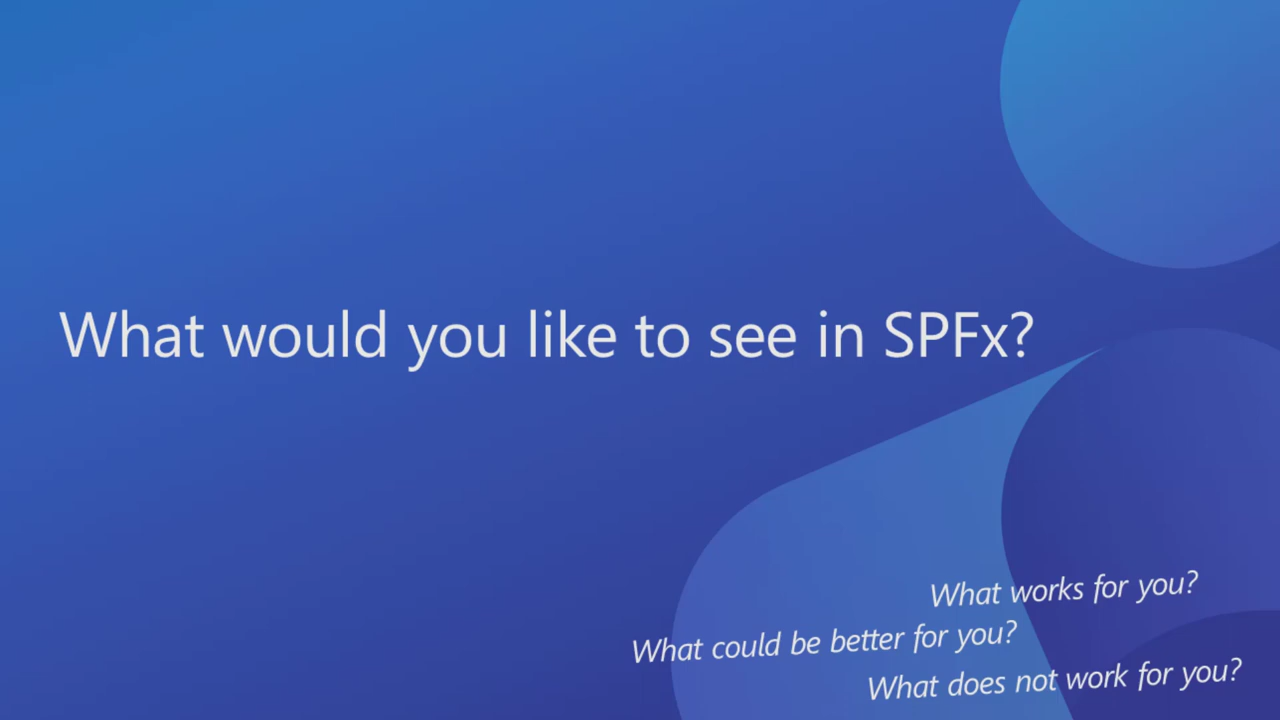 What would you like to see in SPFx?
What works for you?
What could be better for you?
What does not work for you?